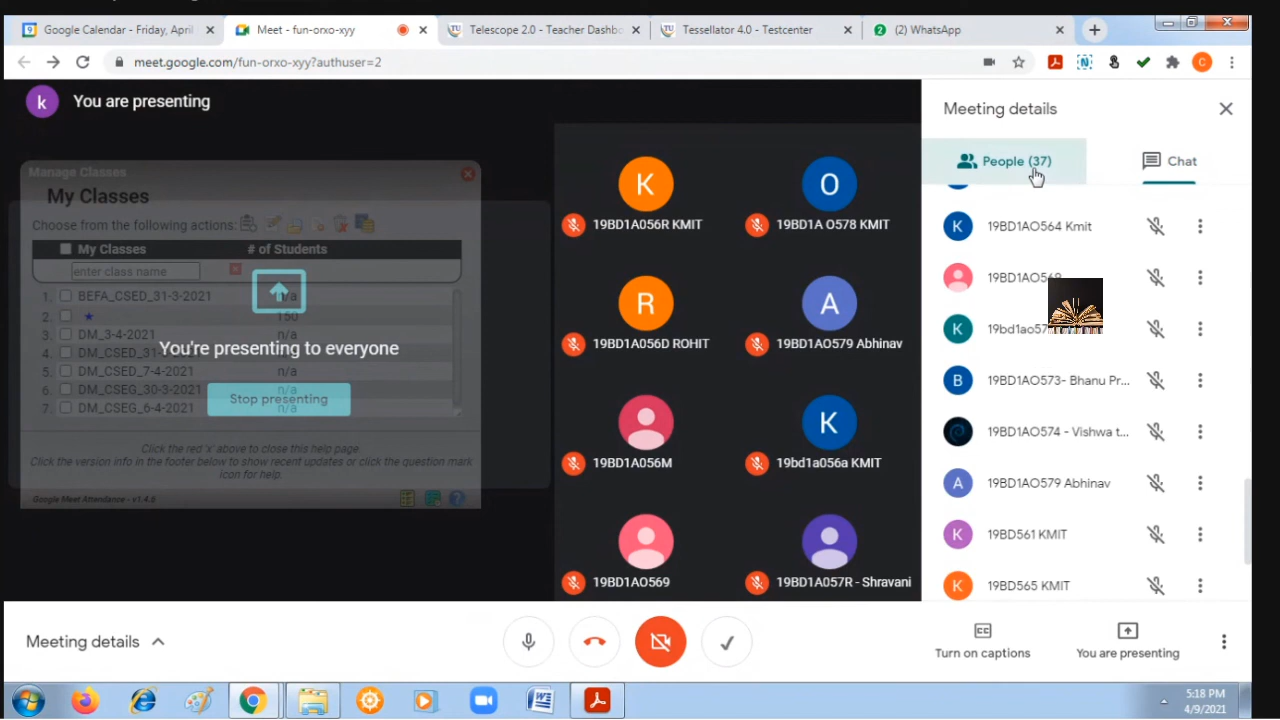 Google Calendar - Friday, April
Meet - fun-orxo-xyy
Telescope 2.0 - Teacher Dashbo
Tessellator 4.0 - Testcenter
(2) WhatsApp
meet.google.com/fun-orxo-xyy?authuser=2
k You are presenting
Manage Classes
My Classes
Choose from the following actions:
My Classes # of Students
enter class name
1. BEFA_CSED_31-3-2021 n/a
2. 150
3. DM_3-4-2021 n/a
4.
5. DM_CSED_7-4-2021 n/a
6. DM_CSEG_30-3-2021 n/a
7. DM_CSEG_6-4-2021 n/a
You're presenting to everyone
Stop presenting
Click the red 'x' above to close this help page.
Click the version info in the footer below to show recent updates or click the question mark
icon for help.
Google Meet Attendance - v1.4.6
K
19BD1A056R KMIT
O
19BD1A O578 KMIT
R
19BD1A056D ROHIT
A
19BD1AO579 Abhinav
19BD1A056M
K
19bd1a056a KMIT
19BD1AO569
19BD1A057R - Shravani
Meeting details
People (37)
Chat
K 19BD1AO564 Kmit
19BD1AO569
K
B 19BD1AO573- Bhanu Pr...
19BD1AO574 - Vishwa t...
A 19BD1AO579 Abhinav
K 19BD561 KMIT
K 19BD565 KMIT
Meeting details
Turn on captions
You are presenting
5:18 PM
4/9/2021